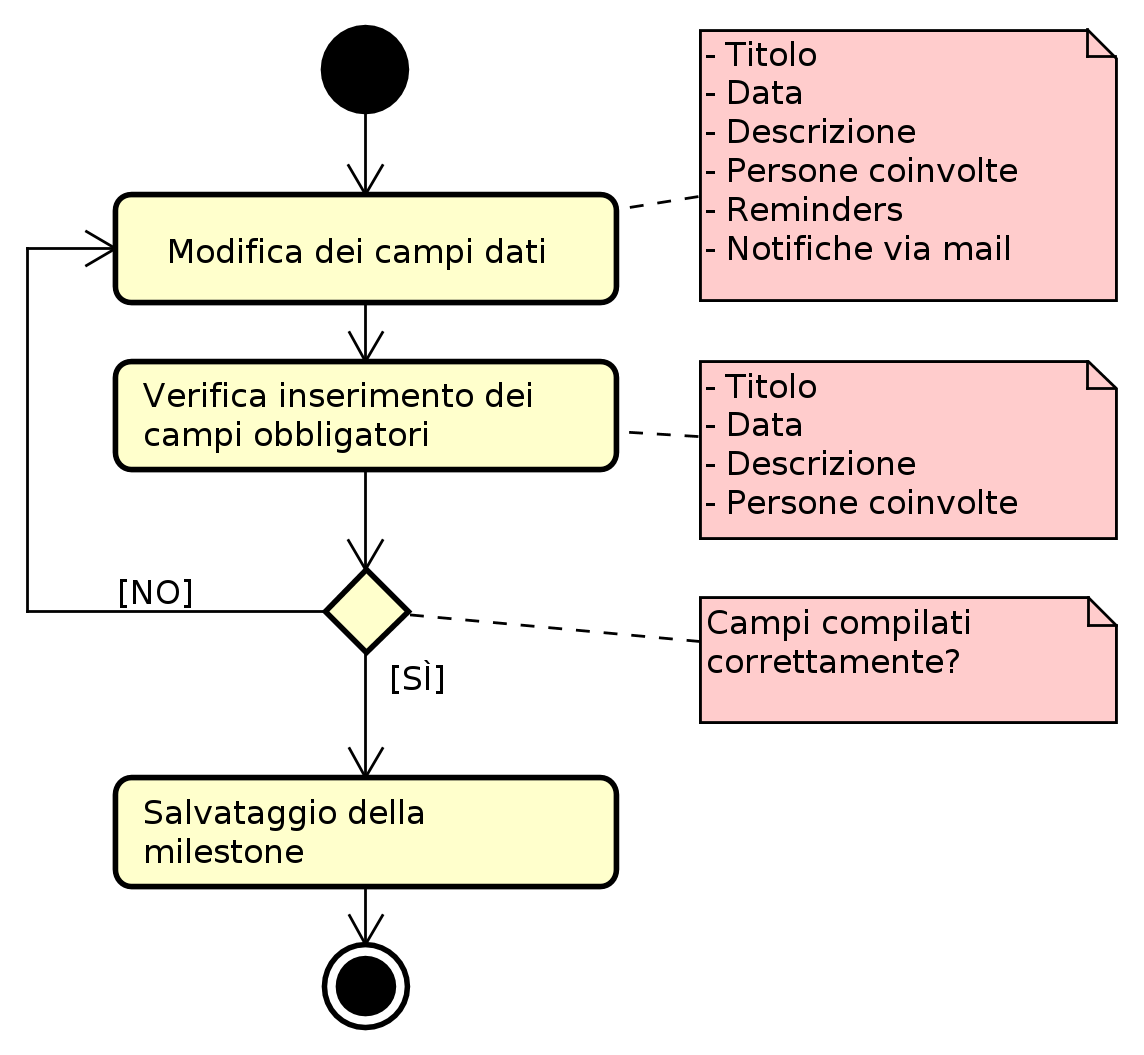 - Titolo
- Data
- Descrizione
- Persone coinvolte
- Reminders
- Notifiche via mail
Modifica dei campi dati
Verifica inserimento dei
campi obbligatori
- Titolo
- Data
- Descrizione
- Persone coinvolte
[NO]
[SÌ]
Campi compilati
correttamente?
Salvataggio della
milestone